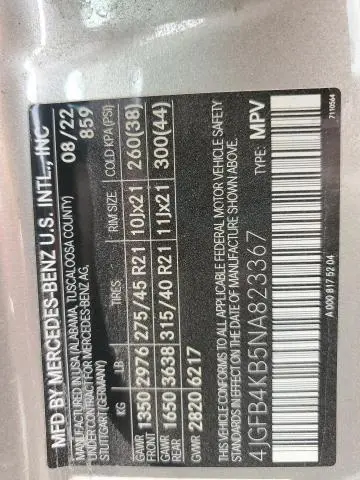 MFD BY MERCEDES-BENZ U.S. INTL., INC
MANUFACTURED IN USA (ALABAMA, TUSCALOOSA COUNTY) 08/22
UNDER CONTRACT FOR MERCEDES-BENZ AG, 859
STUTTGART (GERMANY)
KG LB TIRES RIM SIZE COLD KPA(PSI)
GAWR FRONT 1350 2976 275/45 R21 10Jx21 260(38)
GAWR REAR 1650 3638 315/40 R21 11Jx21 300(44)
GVWR 2820 6217
THIS VEHICLE CONFORMS TO ALL APPLICABLE FEDERAL MOTOR VEHICLE SAFETY
STANDARDS IN EFFECT ON THE DATE OF MANUFACTURE SHOWN ABOVE.
4JGFB4KB5NA823367 TYPE: MPV
A 000 817 52 04
7110564